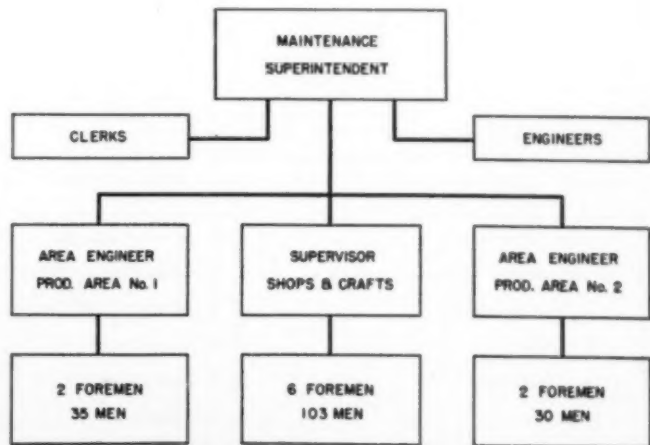 MAINTENANCE
SUPERINTENDENT
CLERKS
ENGINEERS
AREA ENGINEER
PROD. AREA No. 1
SUPERVISOR
SHOPS & CRAFTS
AREA ENGINEER
PROD. AREA No. 2
2 FOREMEN
35 MEN
6 FOREMEN
103 MEN
2 FOREMEN
30 MEN